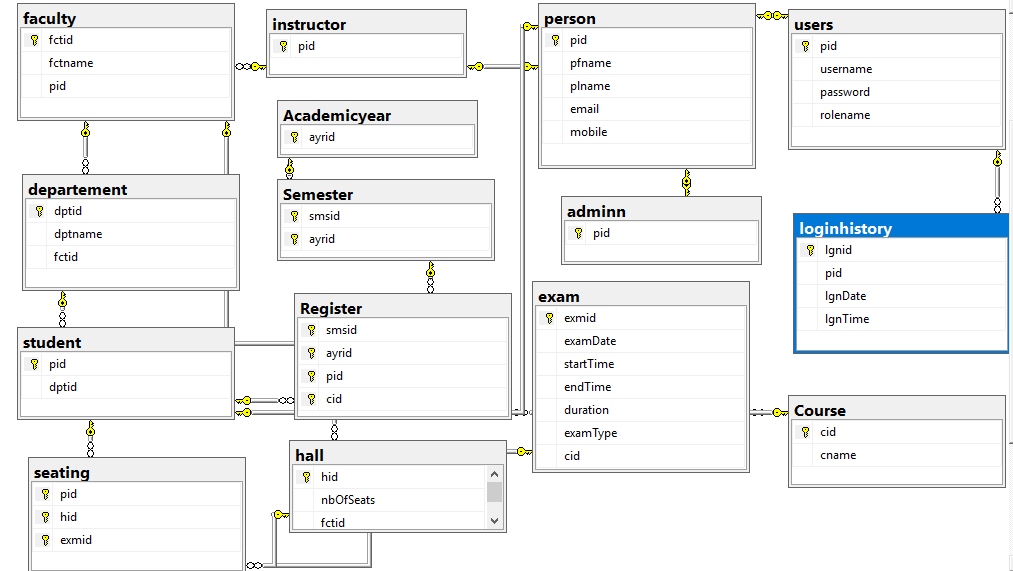 faculty
fctid
fctname
pid
instructor
pid
person
pid
pfname
plname
email
mobile
users
pid
username
password
rolename
Academicyear
ayrid
Semester
smsid
ayrid
departement
dptid
dptname
fctid
adminn
pid
loginhistory
lgnid
pid
lgnDate
lgnTime
Register
smsid
ayrid
pid
cid
exam
exmid
examDate
startTime
endTime
duration
examType
cid
student
pid
dptid
Course
cid
cname
hall
hid
nbOfSeats
fctid
seating
pid
hid
exmid